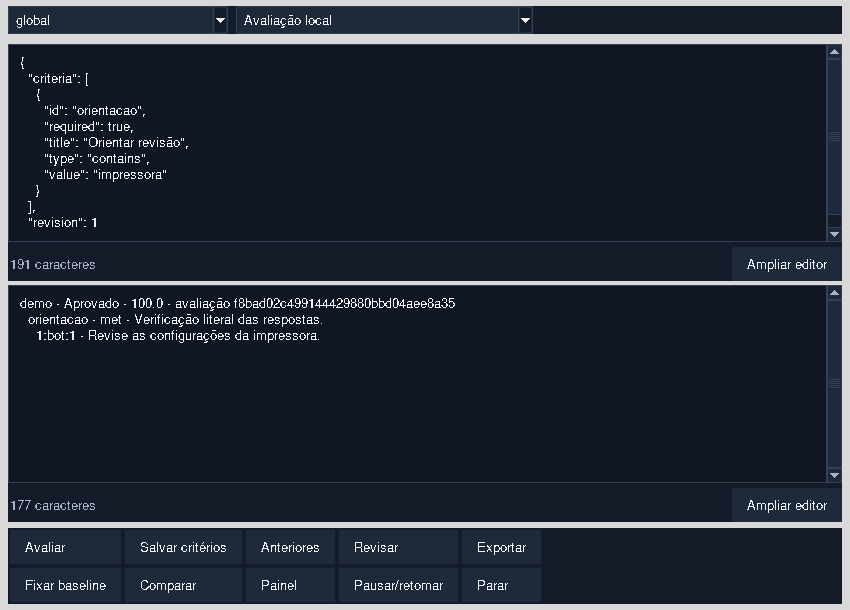 global Avaliação local
{
"criteria": [
{
"id": "orientacao",
"required": true,
"title": "Orientar revisão",
"type": "contains",
"value": "impressora"
}
],
"revision": 1
191 caracteres Ampliar editor
demo - Aprovado - 100.0 - avaliação f8bad02c499144429880bbd04aee8a35
orientacao - met - Verificação literal das respostas.
1:bot:1 - Revise as configurações da impressora.
177 caracteres Ampliar editor
Avaliar Salvar critérios Anteriores Revisar Exportar
Fixar baseline Comparar Painel Pausar/retomar Parar